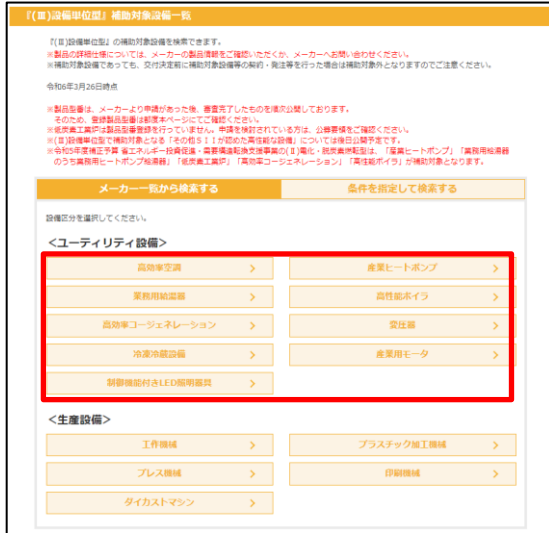 『(Ⅲ)設備単位型』補助対象設備一覧
『(Ⅲ)設備単位型』の補助対象設備を検索できます。
※製品の詳細仕様については、メーカーの製品情報をご確認いただくか、メーカーへお問い合わせください。
※補助対象設備であっても、交付決定前に補助対象設備等の契約・発注等を行った場合は補助対象外となりますのでご注意ください。
令和6年3月26日時点
※製品型番は、メーカーより申請があった後、審査完了したものを順次公開しております。
そのため、登録製品型番は都度本ページにてご確認ください。
※低炭素工業炉は製品型番登録を行っていません。申請を検討されている方は、公募要領をご確認ください。
※(Ⅲ)設備単位型で補助対象となる「その他SIIが認めた高性能な設備」については後日公開予定です。
※令和5年度補正予算 省エネルギー投資促進・需要構造転換支援事業の(Ⅱ)電化・脱炭素燃転型は、「産業ヒートポンプ」「業務用給湯器
のうち業務用ヒートポンプ給湯器」「低炭素工業炉」「高効率コージェネレーション」「高性能ボイラ」が補助対象となります。
メーカー一覧から検索する
条件を指定して検索する
設備区分を選択してください。
＜ユーティリティ設備＞
高効率空調 >
産業ヒートポンプ >
業務用給湯器 >
高性能ボイラ >
高効率コージェネレーション >
変圧器 >
冷凍冷蔵設備 >
産業用モータ >
制御機能付きLED照明器具 >
＜生産設備＞
工作機械 >
プラスチック加工機械 >
プレス機械 >
印刷機械 >
ダイカストマシン >